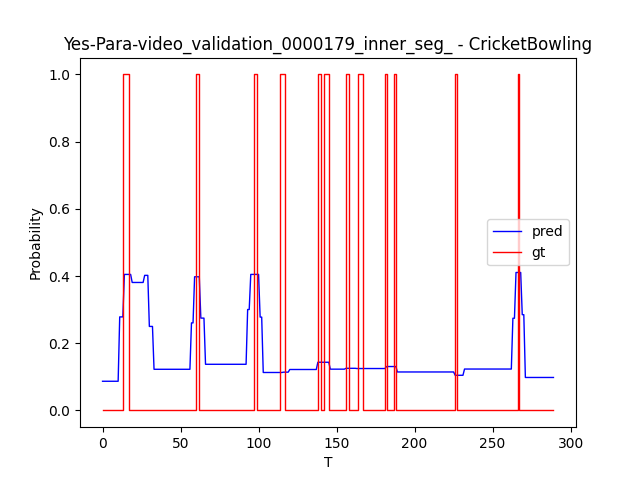 Yes-Para-video_validation_0000179_inner_seg_ - CricketBowling
1.0
0.8
0.6
0.4
0.2
0.0
Probability
pred
gt
0 50 100 150 200 250 300
T